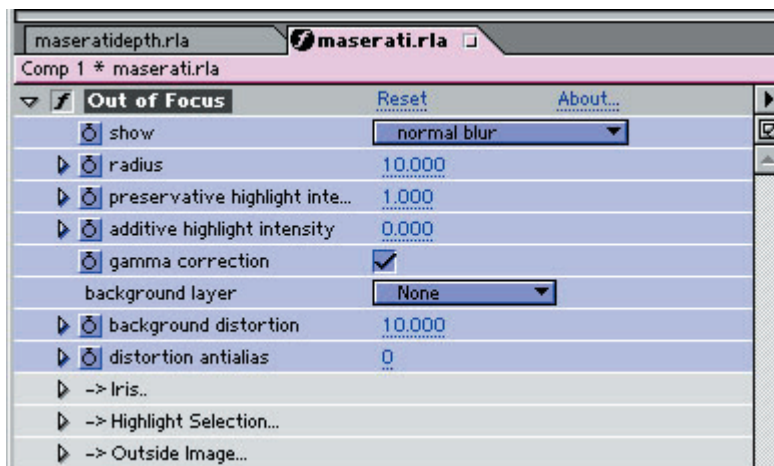 maseratidepth.rla maserati.rla
Comp 1 * maserati.rla
Out of Focus Reset About...
show normal blur
radius 10.000
preservative highlight inte... 1.000
additive highlight intensity 0.000
gamma correction
background layer None
background distortion 10.000
distortion antialias 0
-> Iris..
-> Highlight Selection...
-> Outside Image...